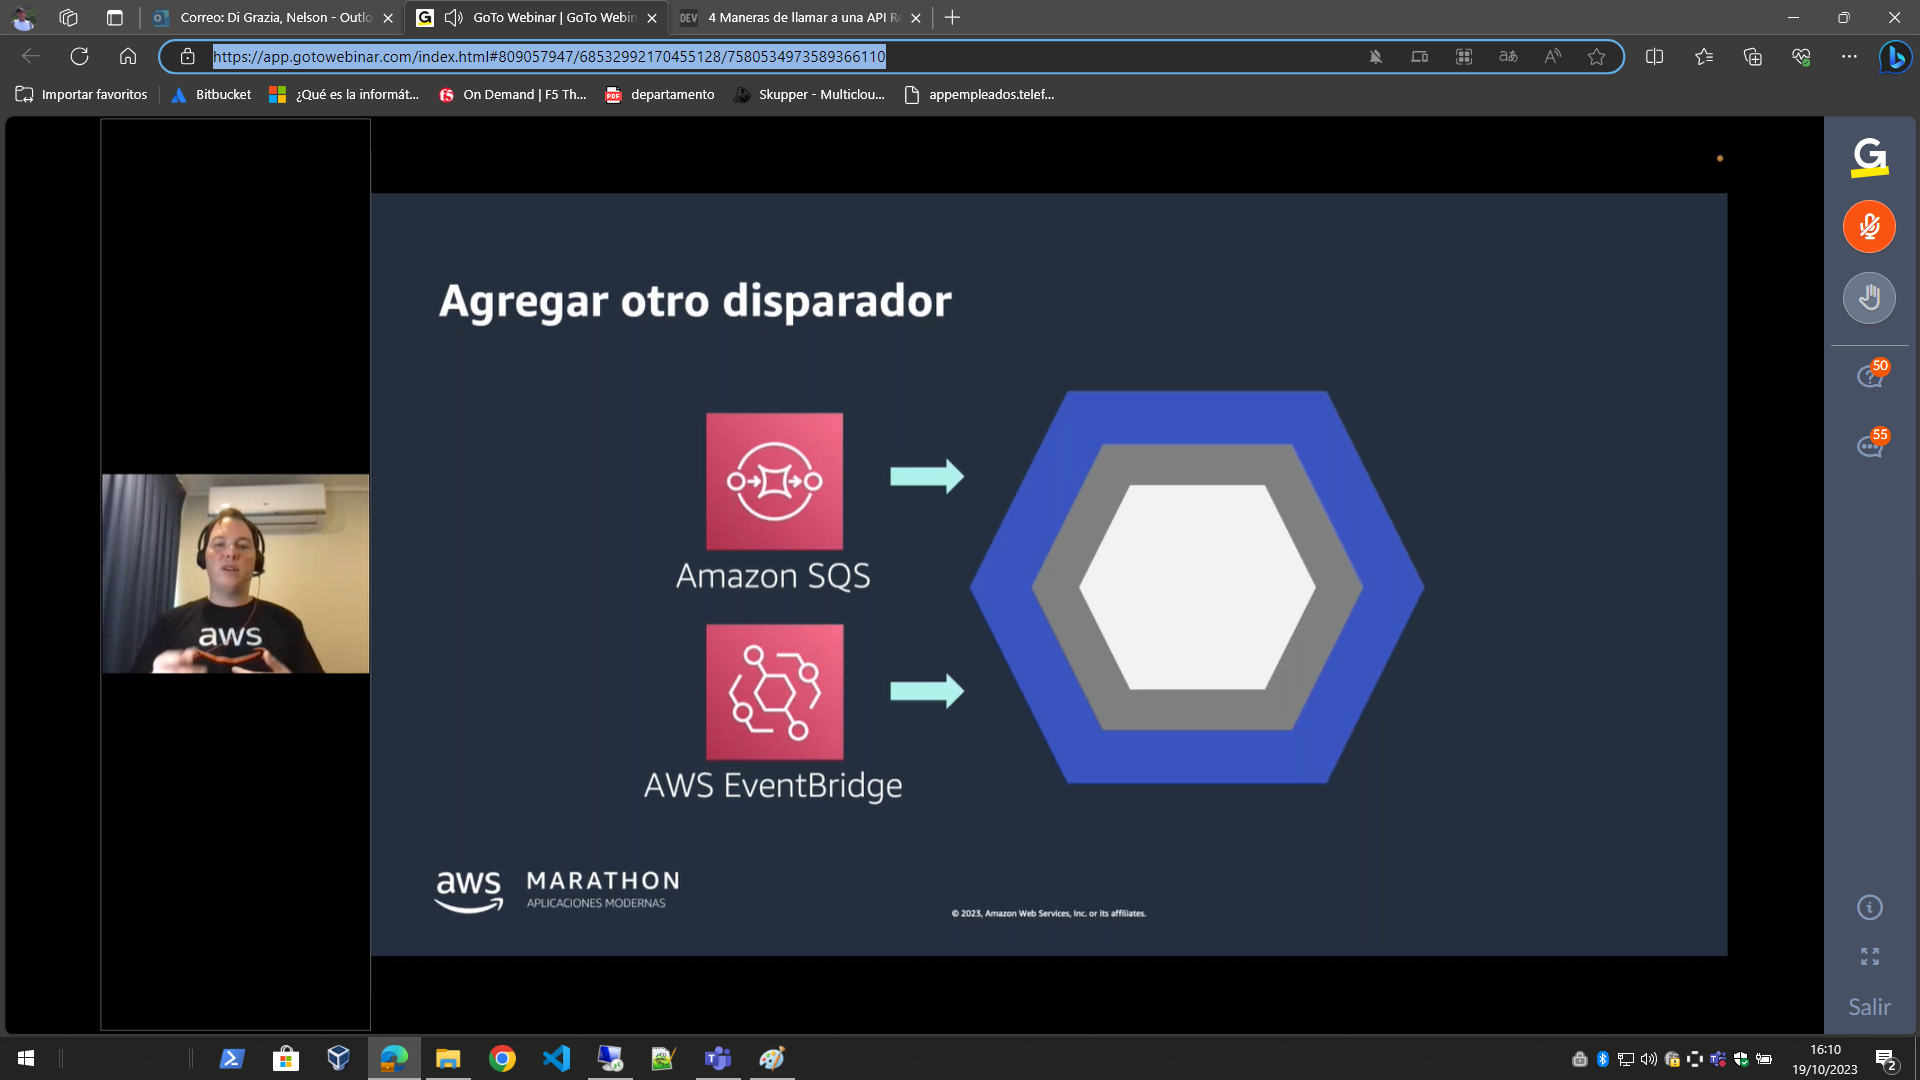 Correo: Di Grazia, Nelson - Outlo
GoTo Webinar | GoTo Webin
DEV
4 Maneras de llamar a una API Re
https://app.gotowebinar.com/index.html#809057947/68532992170455128/7580534973589366110
Importar favoritos
Bitbucket
¿Qué es la informát...
On Demand | F5 Th...
departamento
Skupper - Multiclou...
appempleados.telef...
Agregar otro disparador
Amazon SQS
AWS EventBridge
aws
aws MARATHON
APLICACIONES MODERNAS
© 2023, Amazon Web Services, Inc. or its affiliates.
G
50
55
Salir
16:10
19/10/2023
2